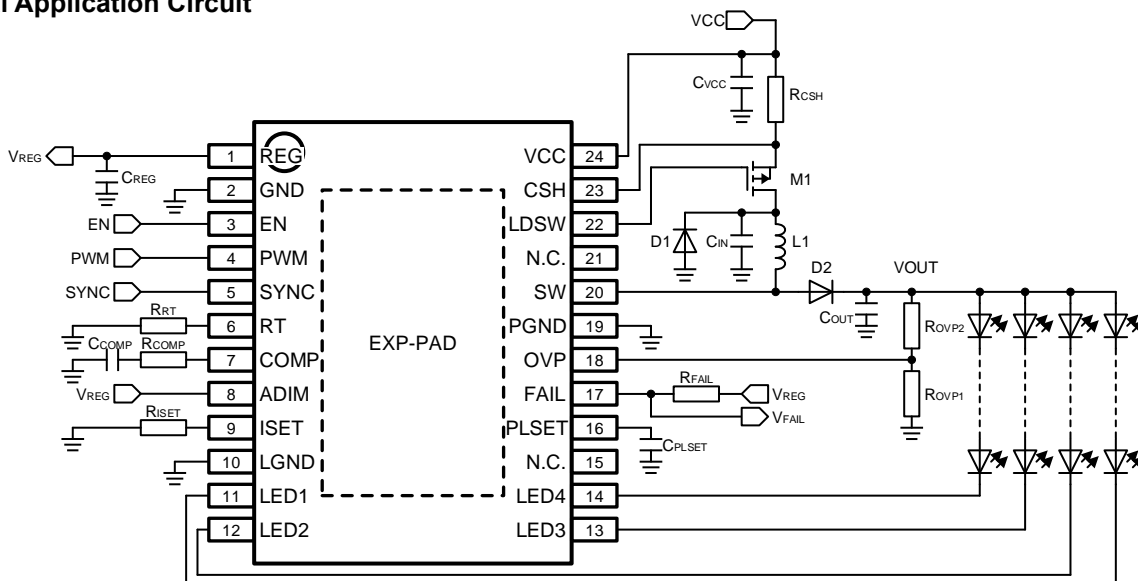 Application Circuit
VCC
CVCC
RCSH
VREG
CREG
1 REG
2 GND
EN 3 EN
PWM 4 PWM
SYNC 5 SYNC
RRT 6 RT
CCOMP RCOMP 7 COMP
VREG 8 ADIM
RISET 9 ISET
10 LGND
11 LED1
12 LED2
EXP-PAD
VCC 24
CSH 23
LDSW 22
N.C. 21
SW 20
PGND 19
OVP 18
FAIL 17
PLSET 16
N.C. 15
LED4 14
LED3 13
M1
D1
CIN
L1
D2
VOUT
COUT
ROVP2
ROVP1
RFAIL
VREG
VFAIL
CPLSET